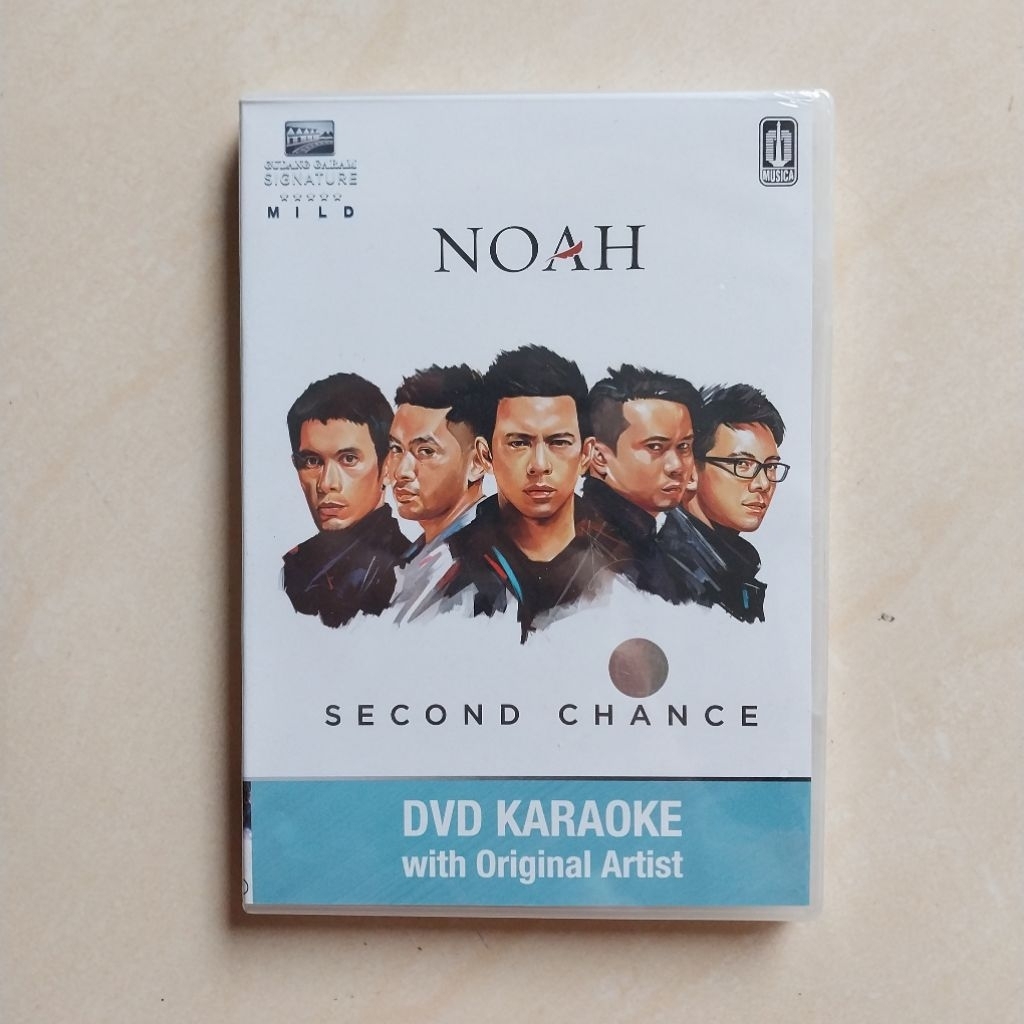 GUDANG GARAM
SIGNATURE
MILD
MUSICA
NOAH
SECOND CHANCE
DVD KARAOKE
with Original Artist